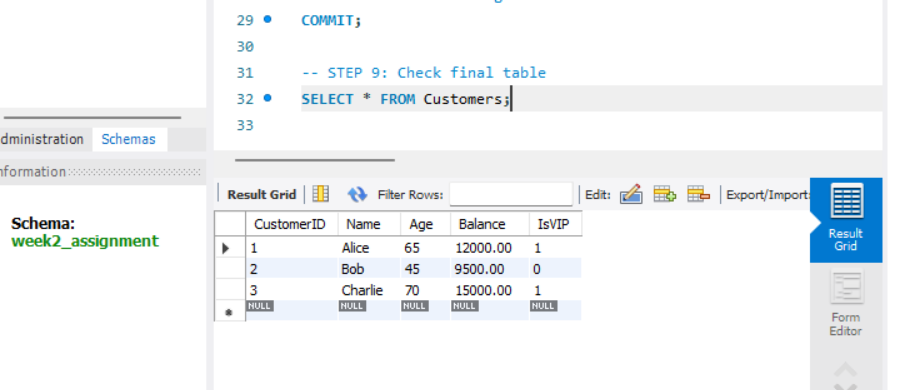 29 COMMIT;
30
31 -- STEP 9: Check final table
32 SELECT * FROM Customers;
33
dministration Schemas
nformation
Schema:
week2_assignment
Result Grid Filter Rows: Edit: Export/Import:
CustomerID Name Age Balance IsVIP
1 Alice 65 12000.00 1
2 Bob 45 9500.00 0
3 Charlie 70 15000.00 1
NULL NULL NULL NULL NULL
Result
Grid
Form
Editor